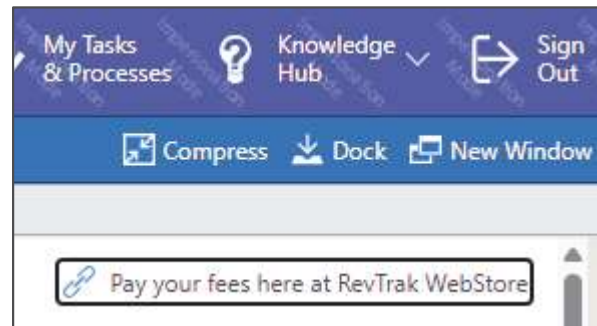 My Tasks
& Processes
Knowledge
Hub
Sign
Out
Compress
Dock
New Window
Pay your fees here at RevTrak WebStore